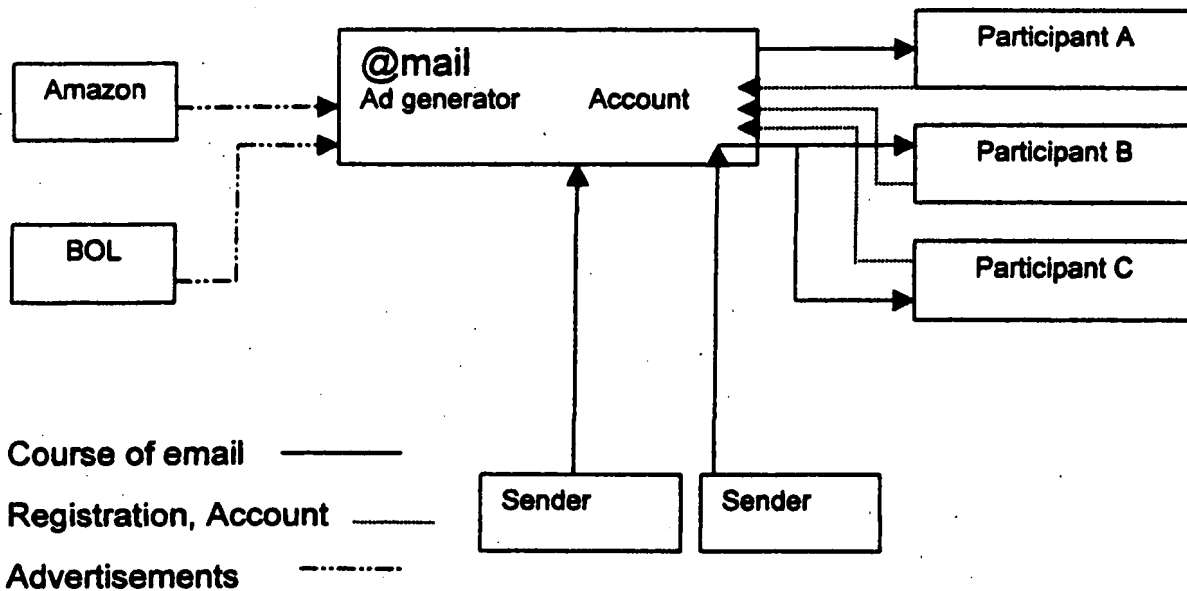 Participant A
@mail
Ad generator Account
Amazon
Participant B
BOL
Participant C
Course of email
Sender Sender
Registration, Account
Advertisements